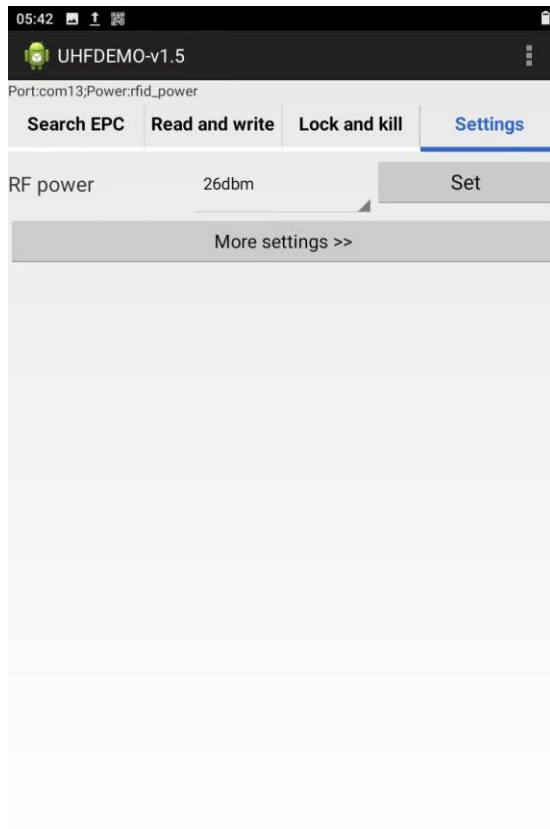 05:42
UHFDEMO-v1.5
Port:com13;Power:rfid_power
Search EPC Read and write Lock and kill Settings
RF power 26dbm Set
More settings >>